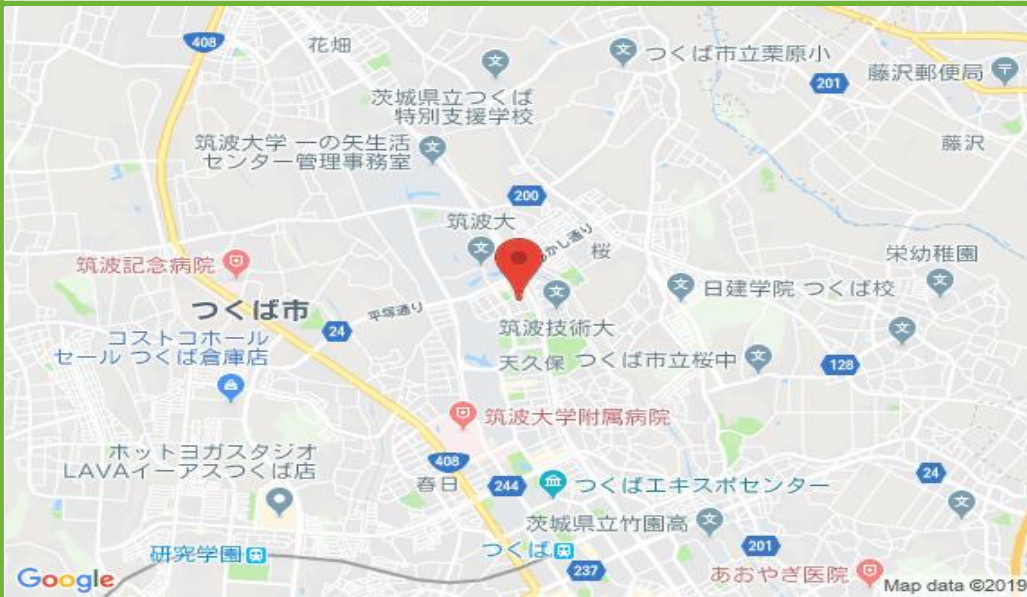 408
花畑
つくば市立栗原小
201
藤沢郵便局
茨城県立つくば
特別支援学校
筑波大学 一の矢生活
センター管理事務室
藤沢
200
筑波大
桜
栄幼稚園
筑波記念病院
日建学院 つくば校
つくば市
平塚通り
24
筑波技術大
コストコホール
セール つくば倉庫店
天久保
つくば市立桜中
128
筑波大学附属病院
ホットヨガスタジオ
LAVAイーアスつくば店
408
春日
244
つくばエキスポセンター
24
茨城県立竹園高
つくば
201
研究学園
237
あおやぎ医院
Google
Map data ©2019